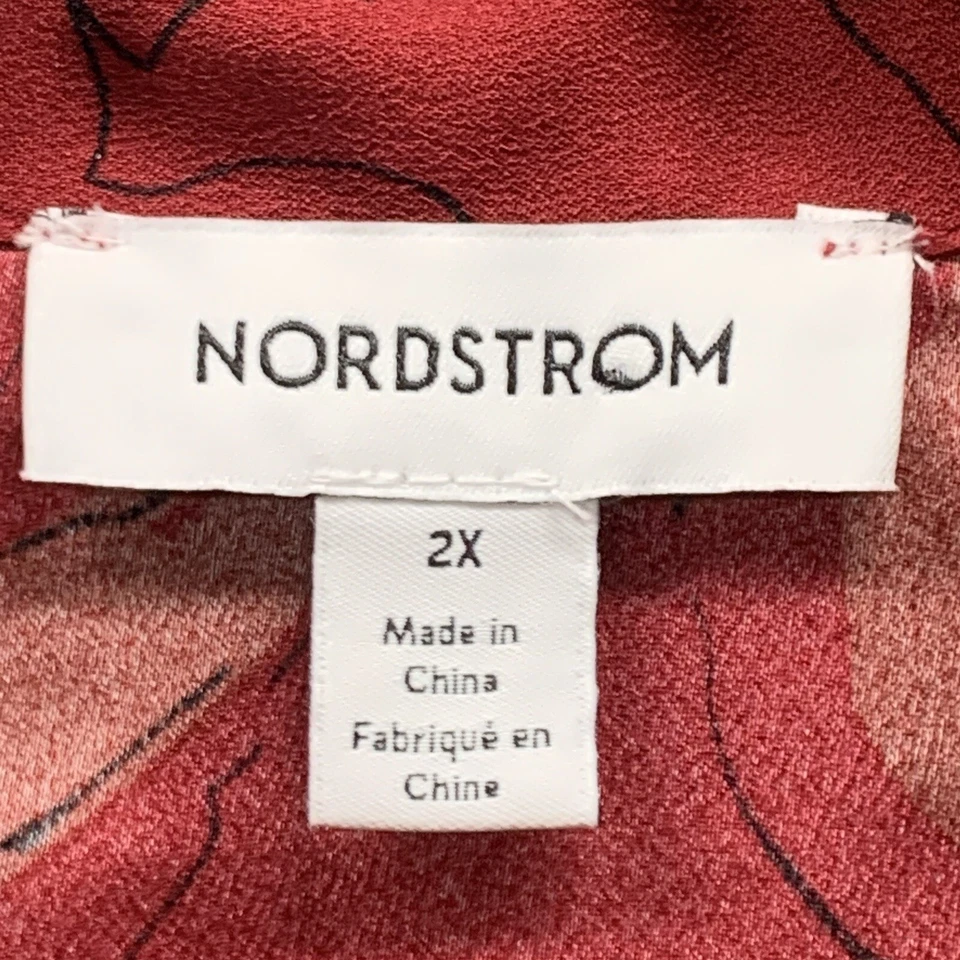 NORDSTROM
2X
Made in
China
Fabriqué en
Chine